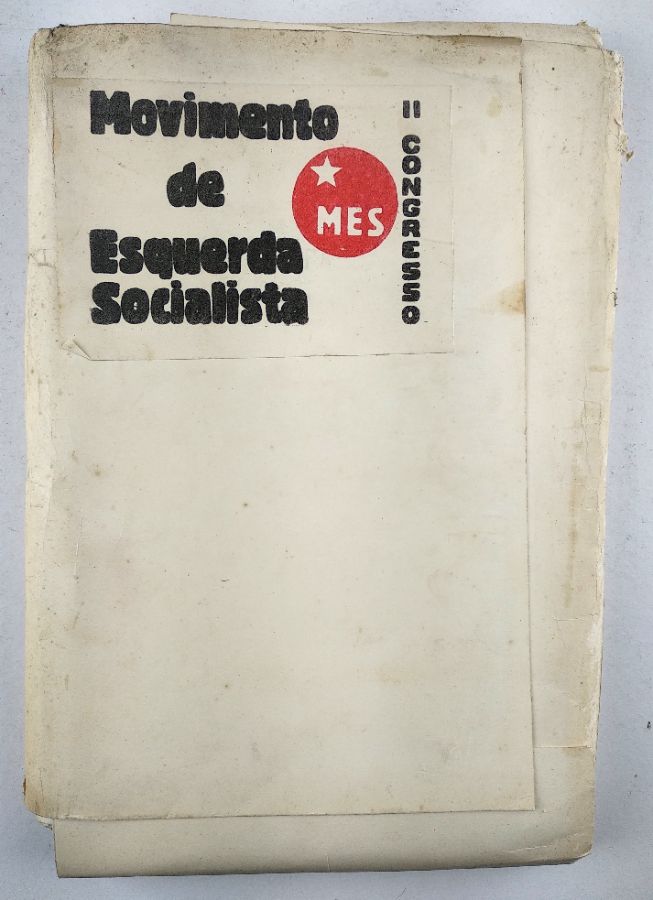 Movimento
de
Esquerda
Socialista
MES
II CONGRESSO